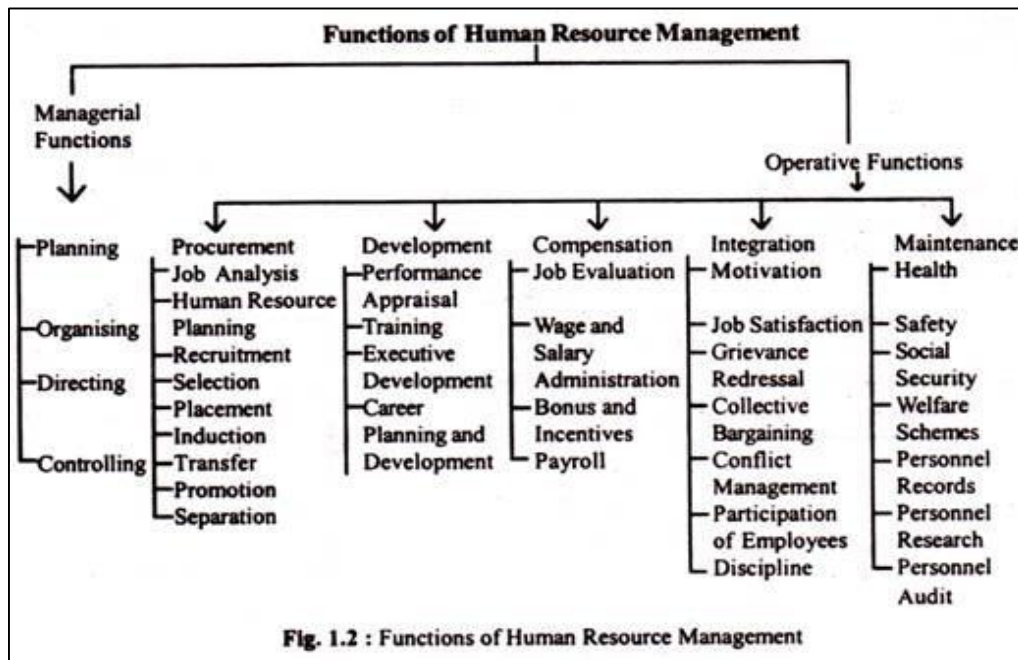 Functions of Human Resource Management
Managerial
Functions
Operative Functions
Planning
Organising
Directing
Controlling
Procurement
Job Analysis
Human Resource
Planning
Recruitment
Selection
Placement
Induction
Transfer
Promotion
Separation
Development
Performance
Appraisal
Training
Executive
Development
Career
Planning and
Development
Compensation
Job Evaluation
Wage and
Salary
Administration
Bonus and
Incentives
Payroll
Integration
Motivation
Job Satisfaction
Grievance
Redressal
Collective
Bargaining
Conflict
Management
Participation
of Employees
Discipline
Maintenance
Health
Safety
Social
Security
Welfare
Schemes
Personnel
Records
Personnel
Research
Personnel
Audit
Fig. 1.2 : Functions of Human Resource Management